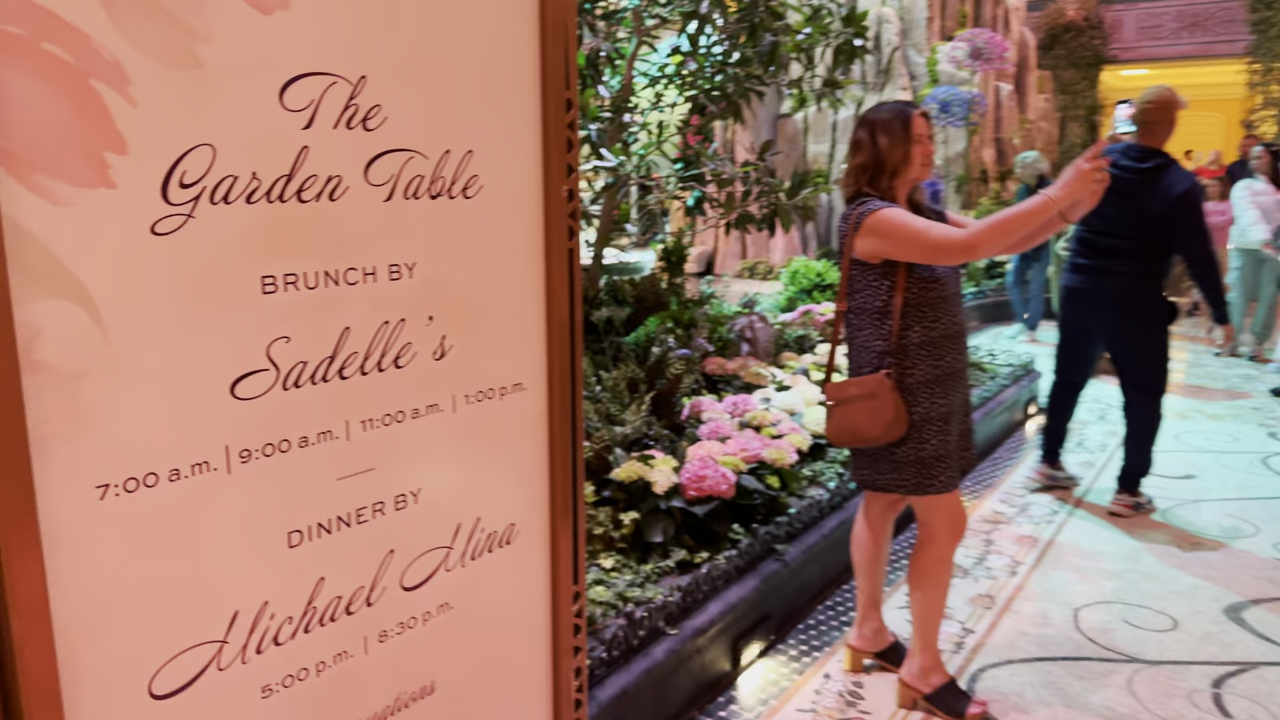 The
Garden Table
BRUNCH BY
Sadelle's
7:00 a.m. | 9:00 a.m. | 11:00 a.m. | 1:00 p.m.
DINNER BY
Michael Mina
5:00 p.m. | 8:30 p.m.